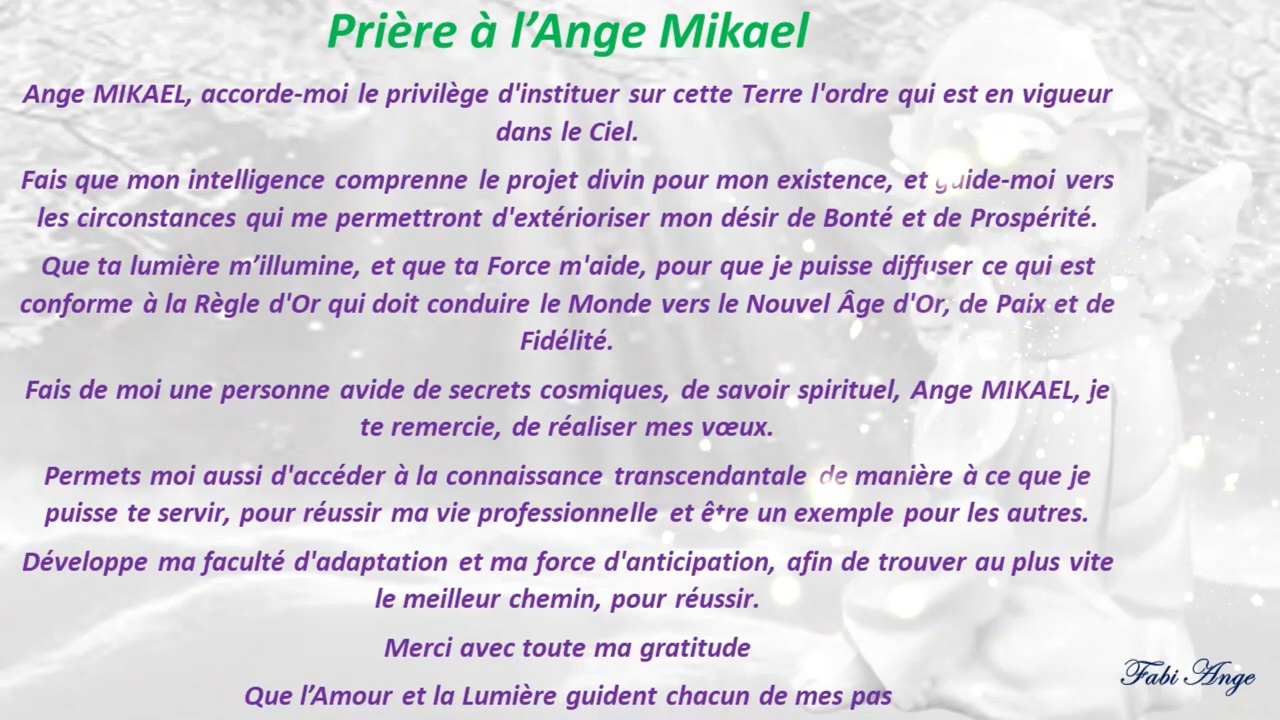 Prière à l’Ange Mikael
Ange MIKAEL, accorde-moi le privilège d'instituer sur cette Terre l'ordre qui est en vigueur
dans le Ciel.
Fais que mon intelligence comprenne le projet divin pour mon existence, et guide-moi vers
les circonstances qui me permettront d'extérioriser mon désir de Bonté et de Prospérité.
Que ta lumière m’illumine, et que ta Force m'aide, pour que je puisse diffuser ce qui est
conforme à la Règle d'Or qui doit conduire le Monde vers le Nouvel Âge d'Or, de Paix et de
Fidélité.
Fais de moi une personne avide de secrets cosmiques, de savoir spirituel, Ange MIKAEL, je
te remercie, de réaliser mes vœux.
Permets moi aussi d'accéder à la connaissance transcendantale de manière à ce que je
puisse te servir, pour réussir ma vie professionnelle et être un exemple pour les autres.
Développe ma faculté d'adaptation et ma force d'anticipation, afin de trouver au plus vite
le meilleur chemin, pour réussir.
Merci avec toute ma gratitude
Que l’Amour et la Lumière guident chacun de mes pas
Fabi Ange